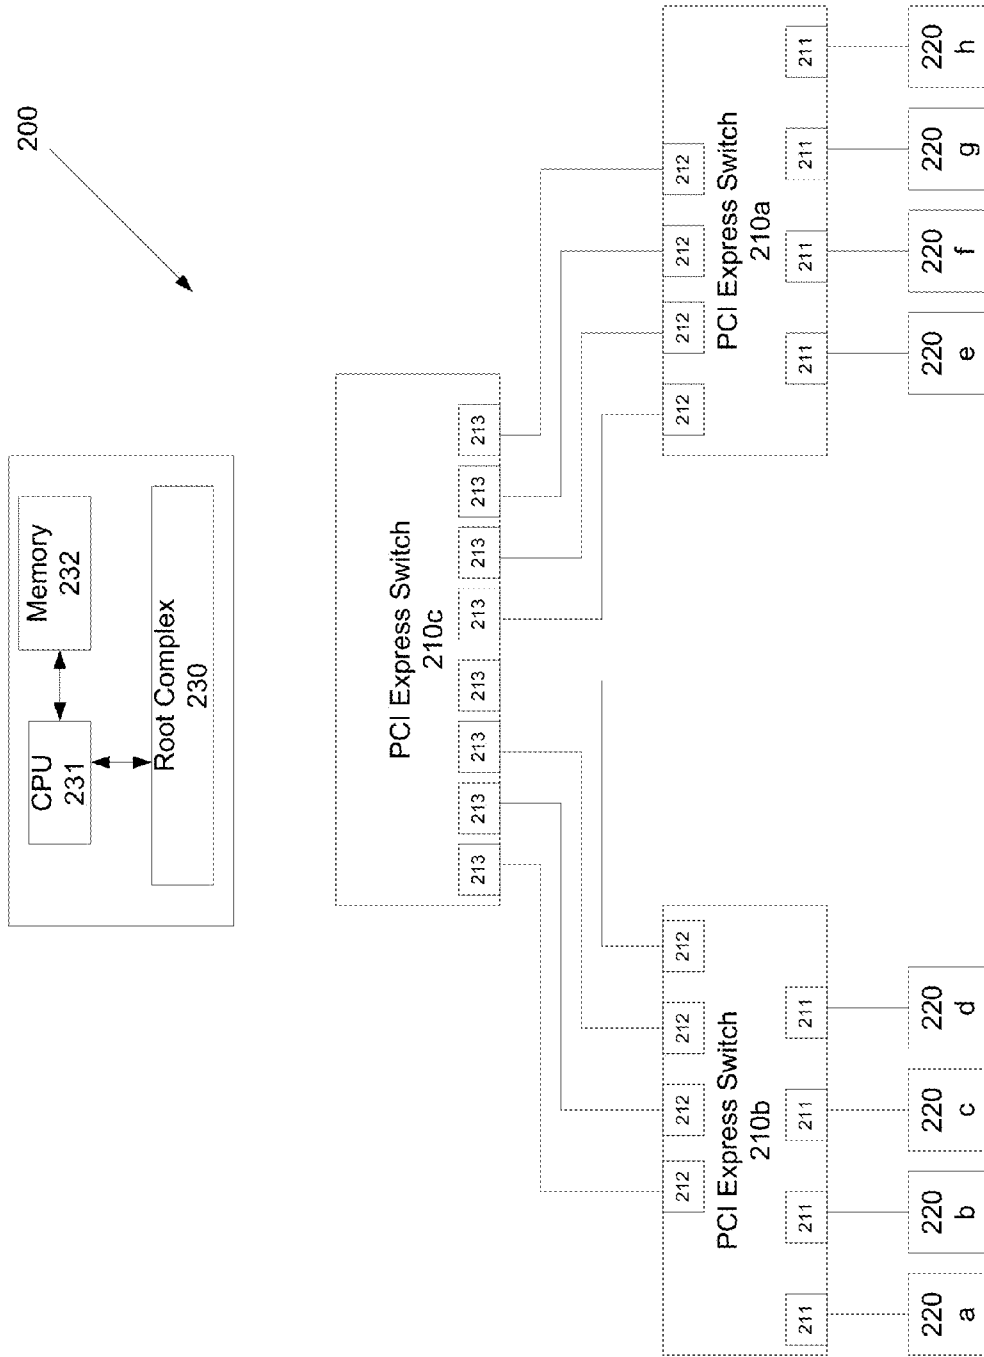 200
CPU
231
Memory
232
Root Complex
230
PCI Express Switch
210c
213
213
213
213
213
213
213
213
212
212
212
212
PCI Express Switch
210b
211
211
211
211
212
212
212
212
PCI Express Switch
210a
211
211
211
211
220
a
220
b
220
c
220
d
220
e
220
f
220
g
220
h